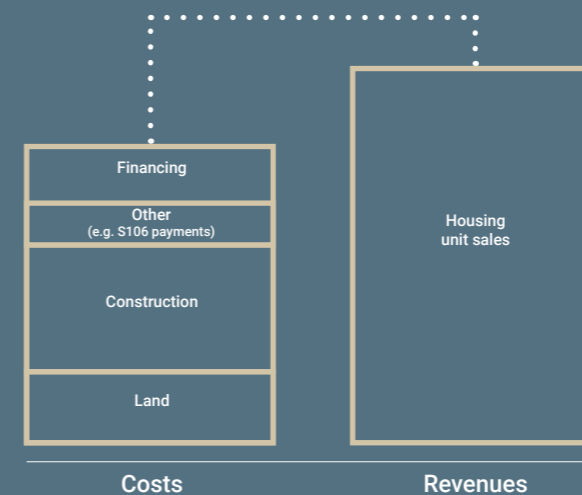 Financing
Other
(e.g. S106 payments)
Construction
Land
Housing
unit sales
Costs
Revenues